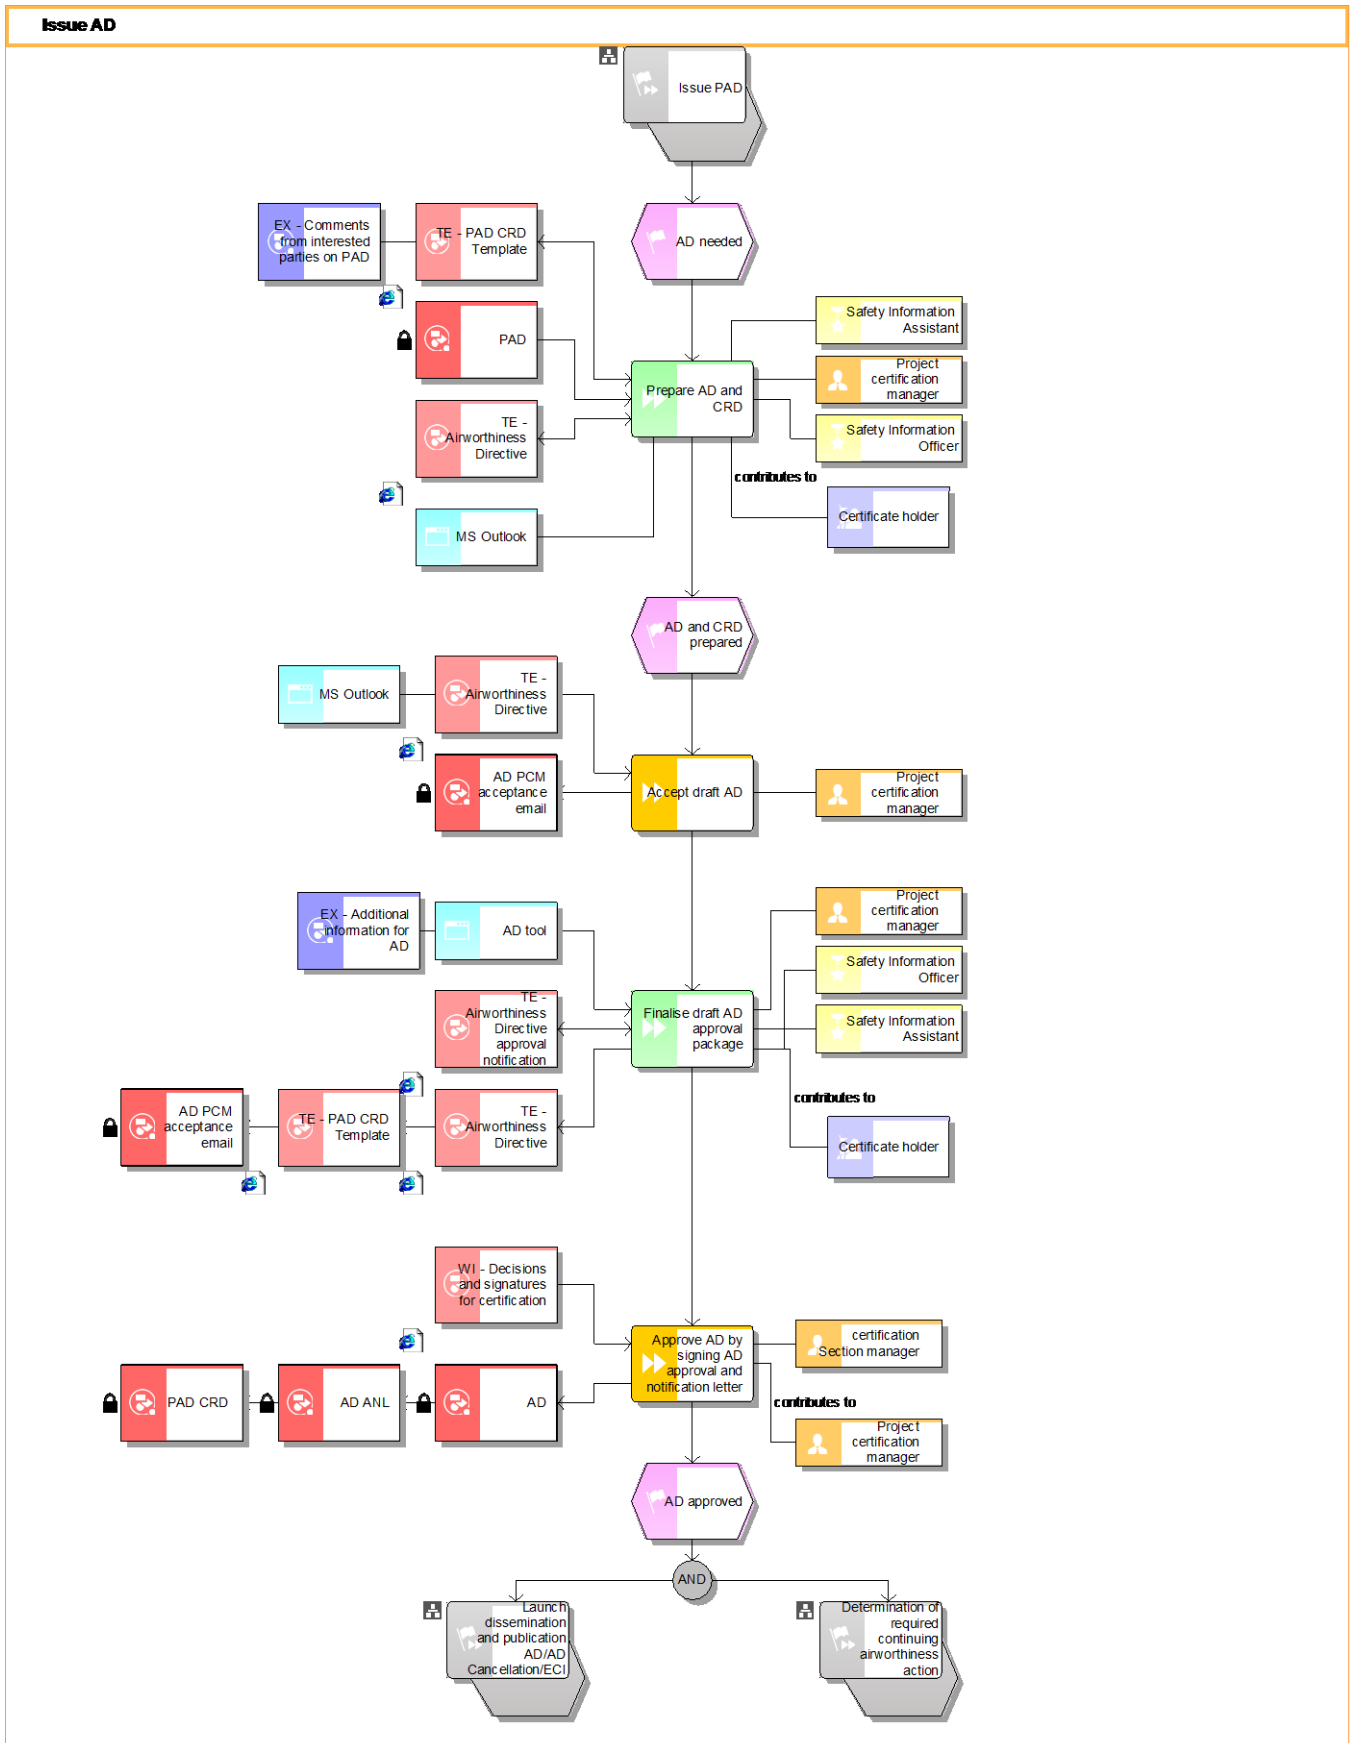 Issue AD
Issue PAD
EX - Comments
from interested
parties on PAD
TE - PAD CRD
Template
AD needed
PAD
Safety Information
Assistant
Prepare AD and
CRD
Project
certification
manager
TE -
Airworthiness
Directive
Safety Information
Officer
contributes to
MS Outlook
Certificate holder
AD and CRD
prepared
MS Outlook
TE -
Airworthiness
Directive
AD PCM
acceptance
email
Accept draft AD
Project
certification
manager
EX - Additional
information for
AD
AD tool
Project
certification
manager
Safety Information
Officer
TE -
Airworthiness
Directive
approval
notification
Finalise draft AD
approval
package
Safety Information
Assistant
contributes to
AD PCM
acceptance
email
TE - PAD CRD
Template
TE -
Airworthiness
Directive
Certificate holder
WI - Decisions
and signatures
for certification
Approve AD by
signing AD
approval and
notification letter
certification
Section manager
contributes to
PAD CRD
AD ANL
AD
Project
certification
manager
AD approved
AND
Launch
dissemination
and publication
AD/AD
Cancellation/ECI
Determination of
required
continuing
airworthiness
action